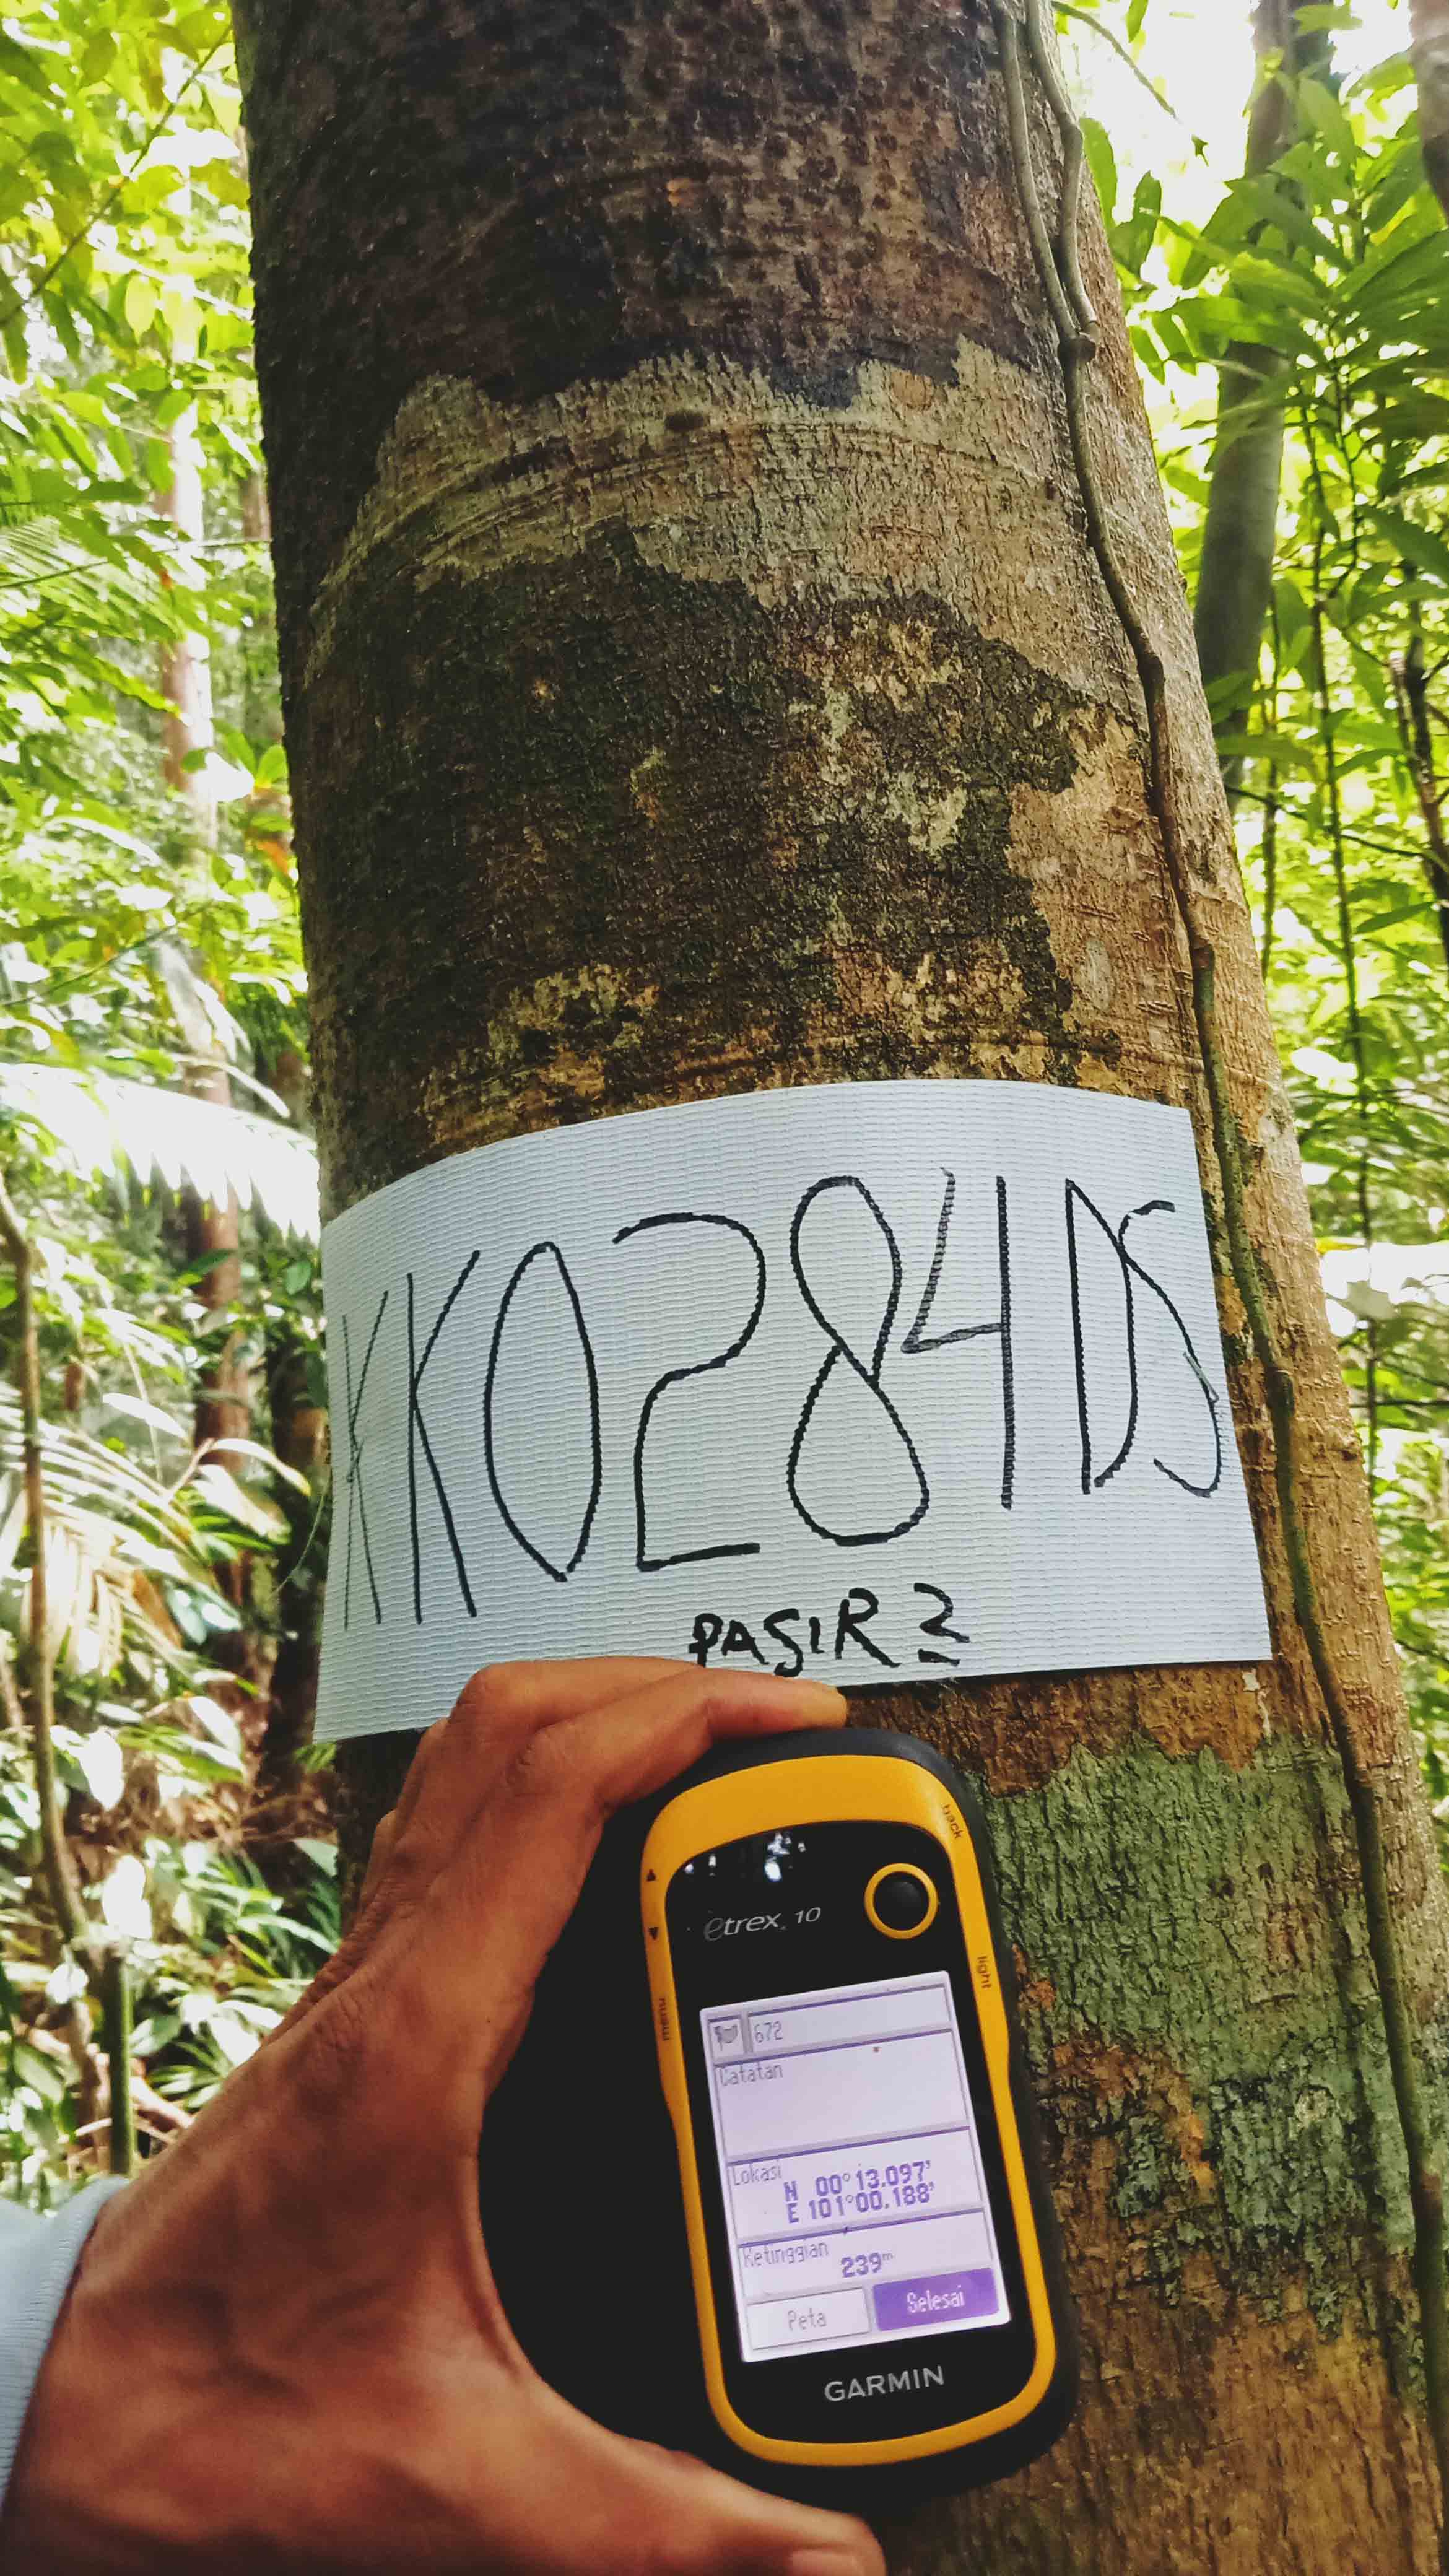 KK0284DS
PASIR 2
back
etrex 10
light
menu
672
Catatan
Lokasi
N 00°13.097'
E 101°00.188'
Ketinggian
239m
Peta
Selesai
GARMIN